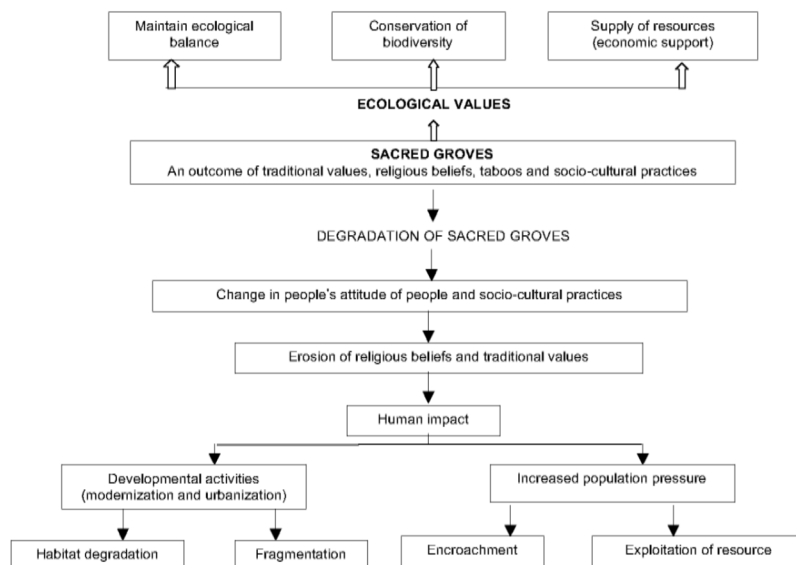 Maintain ecological
balance
Conservation of
biodiversity
Supply of resources
(economic support)
ECOLOGICAL VALUES
SACRED GROVES
An outcome of traditional values, religious beliefs, taboos and socio-cultural practices
DEGRADATION OF SACRED GROVES
Change in people's attitude of people and socio-cultural practices
Erosion of religious beliefs and traditional values
Human impact
Developmental activities
(modernization and urbanization)
Increased population pressure
Habitat degradation
Fragmentation
Encroachment
Exploitation of resource